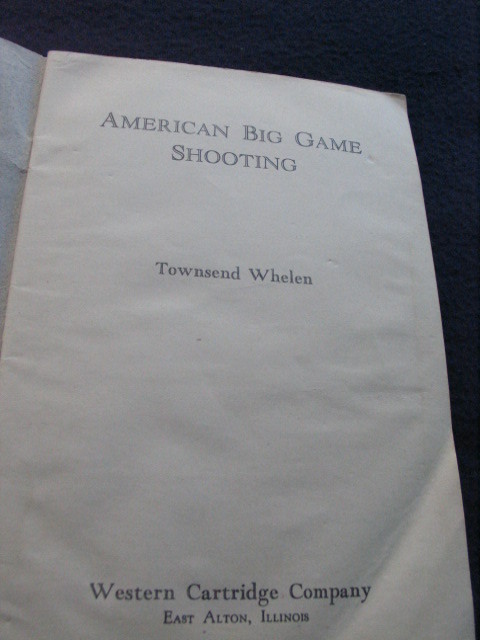 American Big Game
Shooting
Townsend Whelen
Western Cartridge Company
East Alton, Illinois